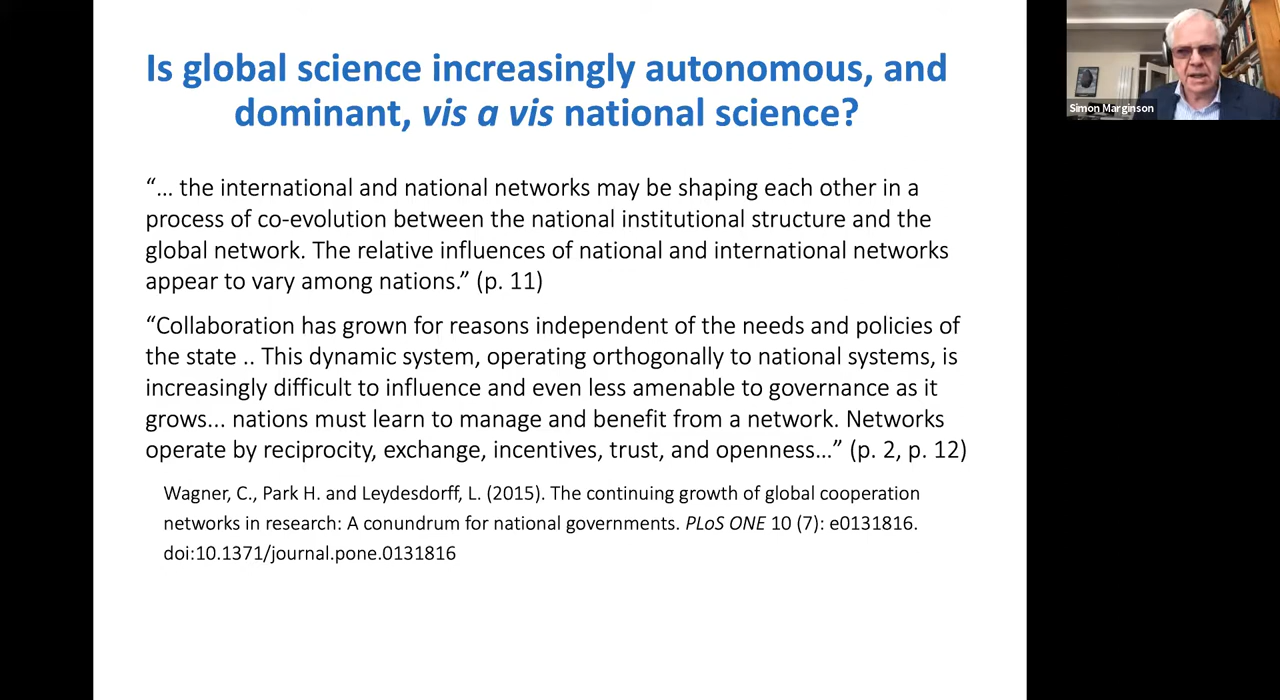 Is global science increasingly autonomous, and
dominant, vis a vis national science?
“… the international and national networks may be shaping each other in a
process of co-evolution between the national institutional structure and the
global network. The relative influences of national and international networks
appear to vary among nations.” (p. 11)
“Collaboration has grown for reasons independent of the needs and policies of
the state .. This dynamic system, operating orthogonally to national systems, is
increasingly difficult to influence and even less amenable to governance as it
grows... nations must learn to manage and benefit from a network. Networks
operate by reciprocity, exchange, incentives, trust, and openness…” (p. 2, p. 12)
Wagner, C., Park H. and Leydesdorff, L. (2015). The continuing growth of global cooperation
networks in research: A conundrum for national governments. PLoS ONE 10 (7): e0131816.
doi:10.1371/journal.pone.0131816
Simon Marginson